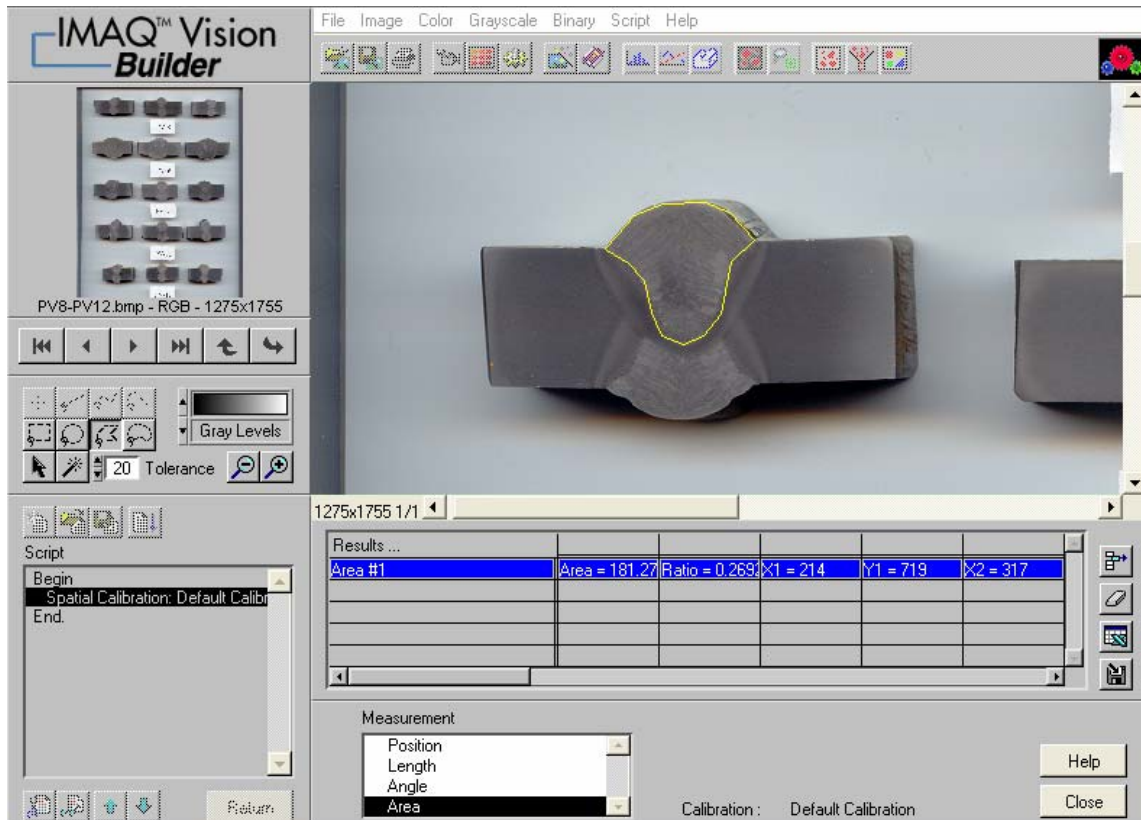 IMAQ™ Vision
Builder
File Image Color Grayscale Binary Script Help
PV8-PV12.bmp - RGB - 1275x1755
Gray Levels
20 Tolerance
1275x1755 1/1
Script
Begin
Spatial Calibration: Default Calibr
End.
Return
Results ...
Area #1 Area = 181.27 Ratio = 0.2692 X1 = 214 Y1 = 719 X2 = 317
Measurement
Position
Length
Angle
Area
Calibration : Default Calibration
Help
Close